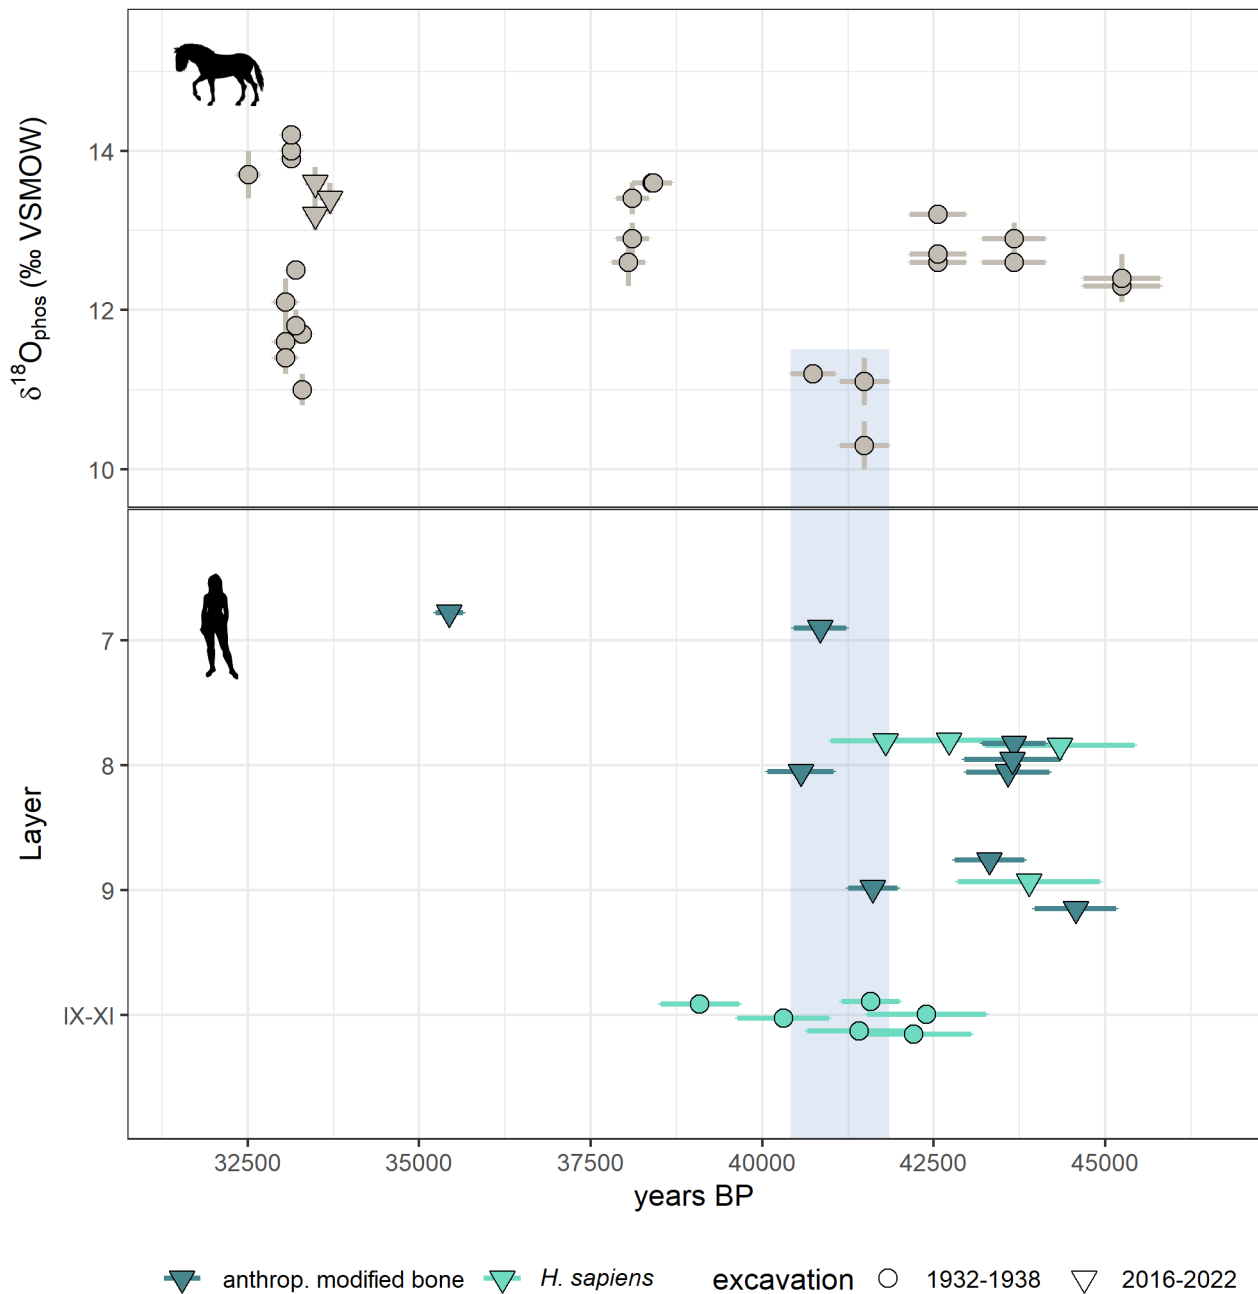 14
12
10
δ18Ophos (‰ VSMOW)
7
8
9
IX-XI
Layer
32500 35000 37500 40000 42500 45000
years BP
anthrop. modified bone H. sapiens excavation 1932-1938 2016-2022